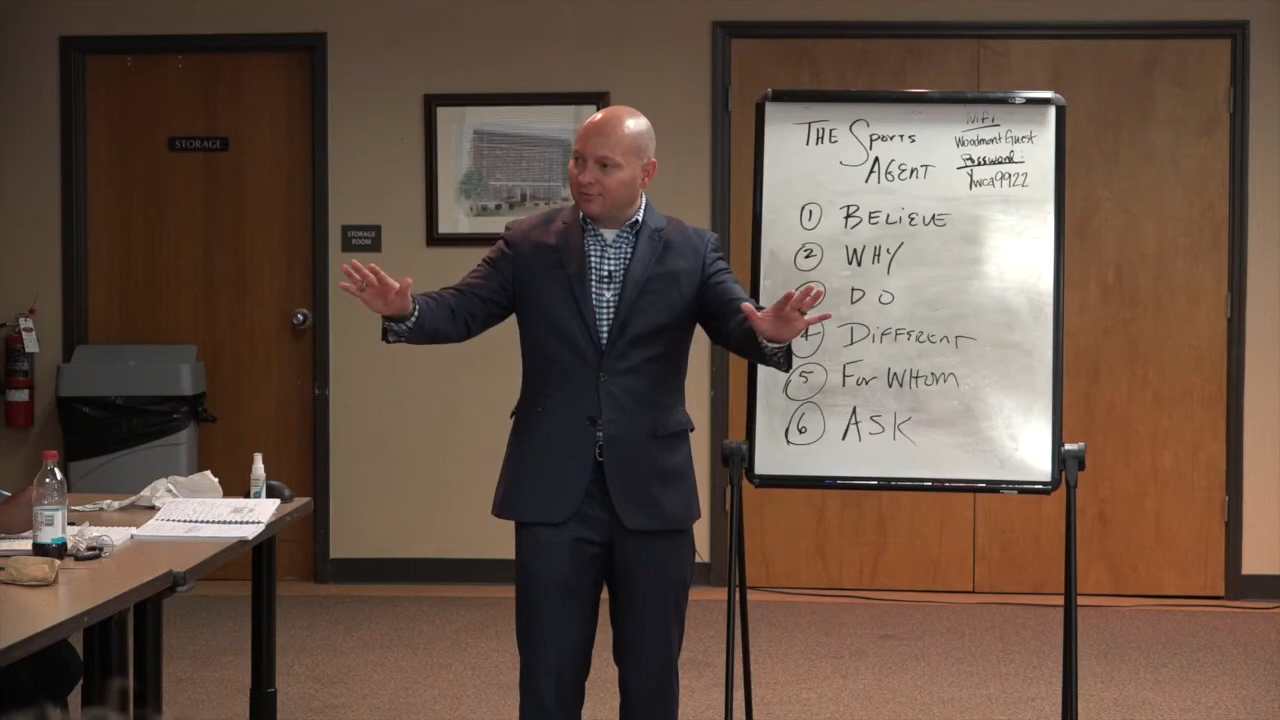 STORAGE
STORAGE
ROOM
THE Sports
AGENT
WiFi
Woodmont Guest
Password:
Ywca9922
1 BELIEVE
2 WHY
DO
4 DIFFERENT
5 For WHOM
6 ASK